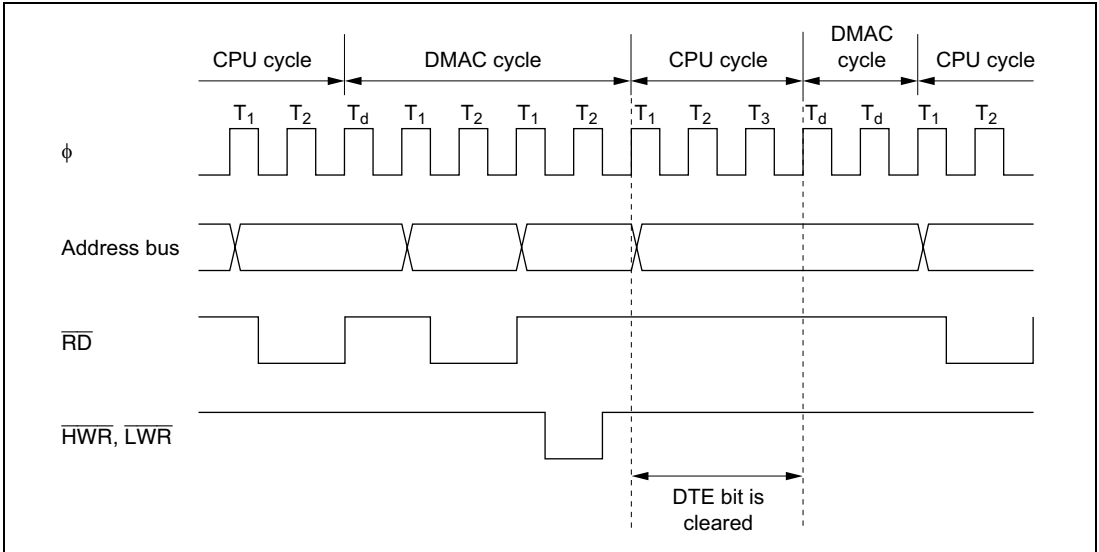 DMAC
cycle
CPU cycle DMAC cycle CPU cycle CPU cycle
T1 T2 Td T1 T2 T1 T2 T1 T2 T3 Td Td T1 T2
ϕ
Address bus
RD
HWR, LWR
DTE bit is
cleared